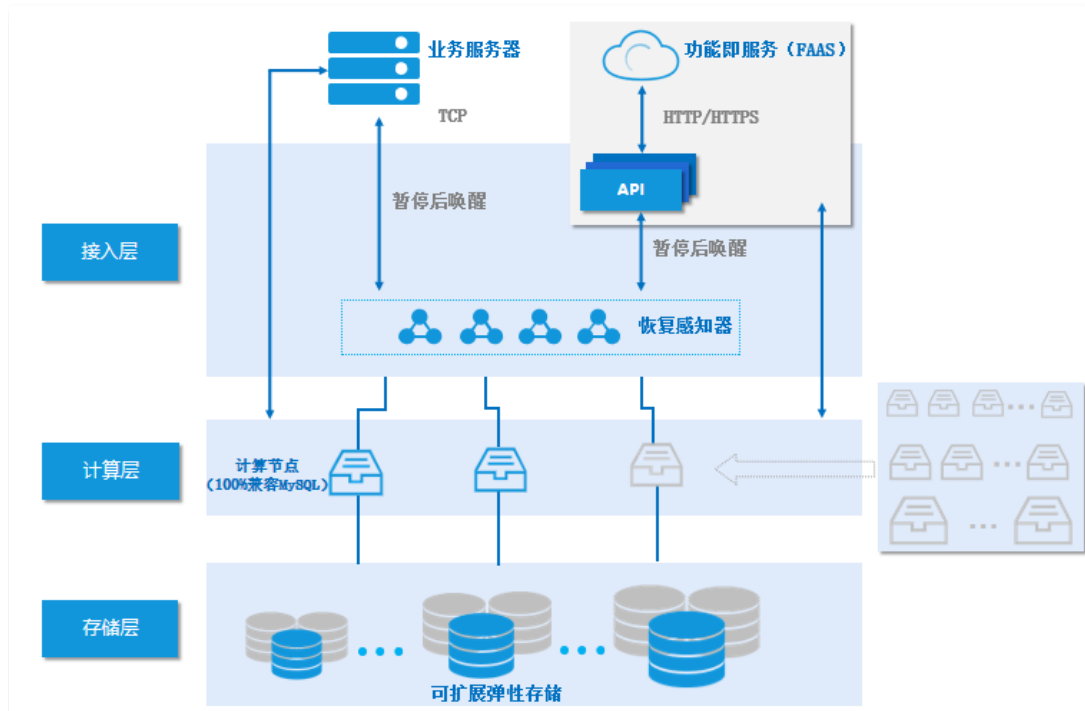 业务服务器
功能即服务（FAAS）
TCP
HTTP/HTTPS
API
暂停后唤醒
暂停后唤醒
接入层
恢复感知器
计算层
计算节点
（100%兼容MySQL）
存储层
可扩展弹性存储